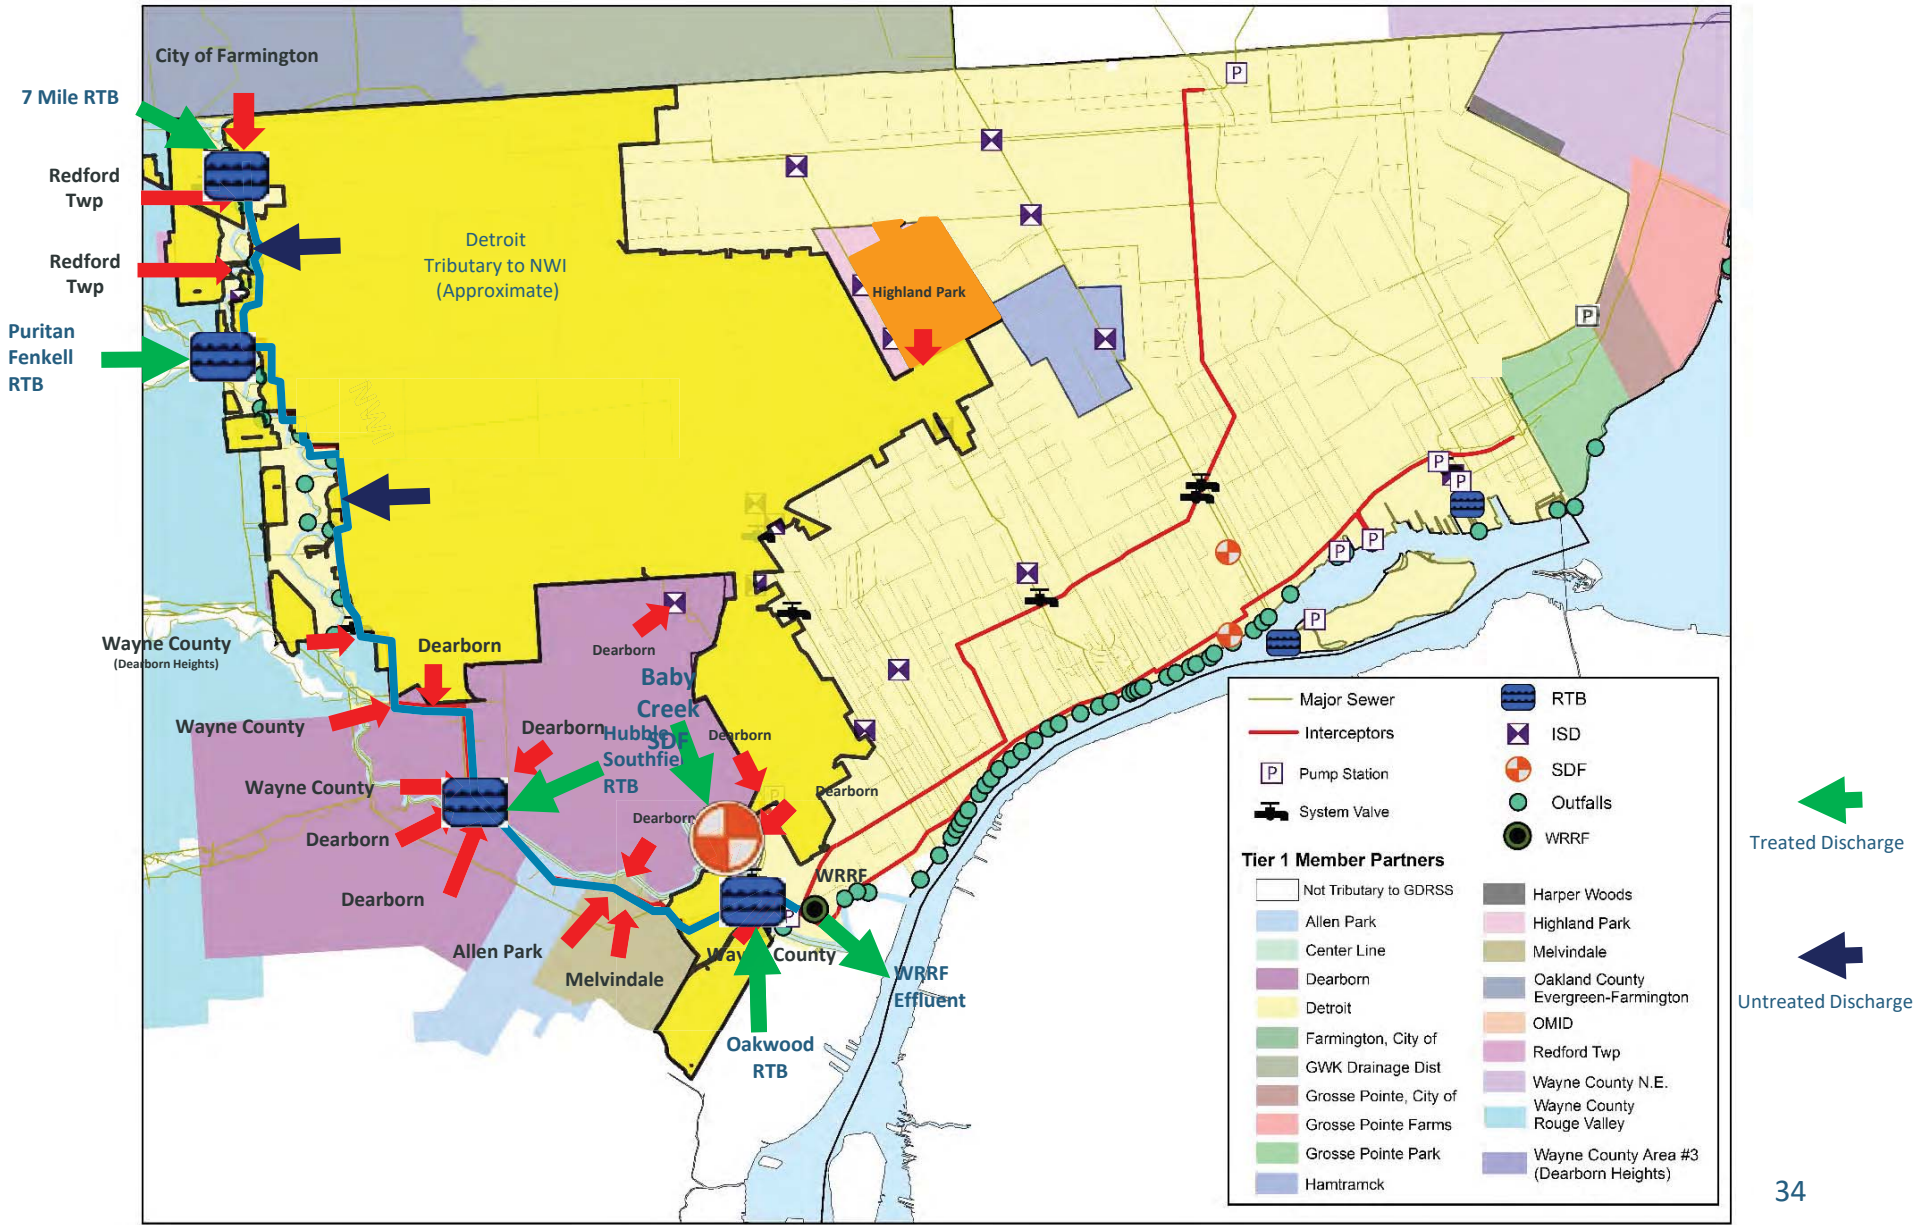 City of Farmington
7 Mile RTB
Redford
Twp
Redford
Twp
Puritan
Fenkell
RTB
Detroit
Tributary to NWI
(Approximate)
NWI
Highland Park
P
P
P
P
P
P
P
P
P
Wayne County
(Dearborn Heights)
Dearborn
Dearborn
Baby
Creek
SDF
Wayne County
Dearborn
Hubble
Southfiel
RTB
Dearborn
Wayne County
Dearborn
Dearborn
Dearborn
Dearborn
WRRF
Allen Park
Melvindale
Wayne County
WRRF
Effluent
Oakwood
RTB
Major Sewer
Interceptors
P Pump Station
System Valve
RTB
ISD
SDF
Outfalls
WRRF
Tier 1 Member Partners
Not Tributary to GDRSS
Allen Park
Center Line
Dearborn
Detroit
Farmington, City of
GWK Drainage Dist
Grosse Pointe, City of
Grosse Pointe Farms
Grosse Pointe Park
Hamtramck
Harper Woods
Highland Park
Melvindale
Oakland County
Evergreen-Farmington
OMID
Redford Twp
Wayne County N.E.
Wayne County
Rouge Valley
Wayne County Area #3
(Dearborn Heights)
Treated Discharge
Untreated Discharge
34